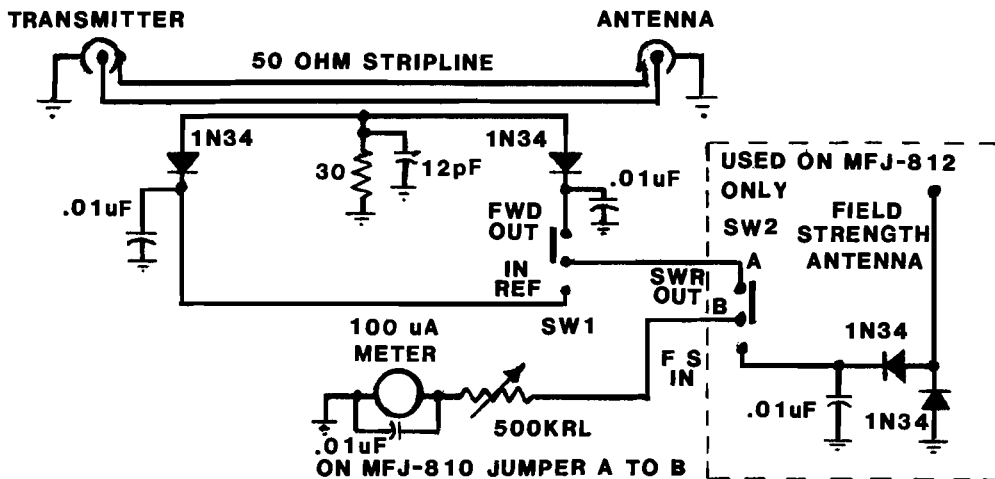 TRANSMITTER
ANTENNA
50 OHM STRIPLINE
1N34
1N34
30
12pF
.01uF
.01uF
FWD
OUT
IN
REF
SW1
USED ON MFJ-812
ONLY
SW2
FIELD
STRENGTH
ANTENNA
A
SWR
OUT
B
F S
IN
1N34
.01uF
1N34
100 uA
METER
500KRL
.01uF
ON MFJ-810 JUMPER A TO B